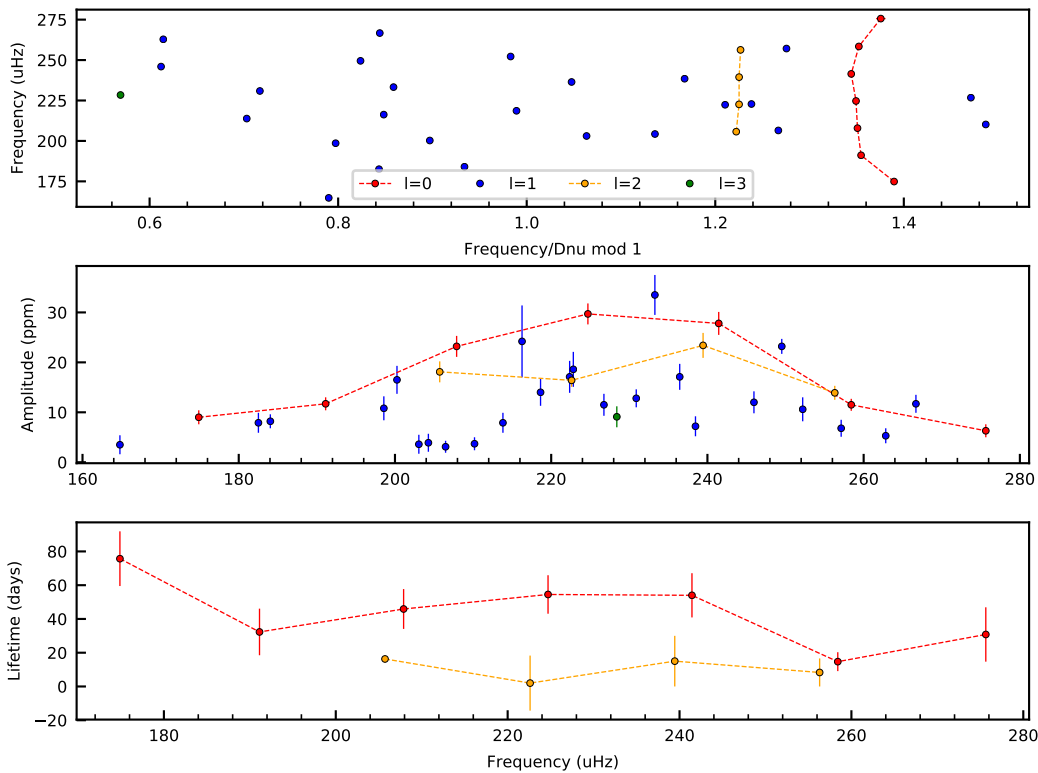 275
250
225
200
175
Frequency (uHz)
l=0 l=1 l=2 l=3
0.6 0.8 1.0 1.2 1.4
Frequency/Dnu mod 1
30
20
10
0
Amplitude (ppm)
160 180 200 220 240 260 280
80
60
40
20
0
−20
Lifetime (days)
180 200 220 240 260 280
Frequency (uHz)